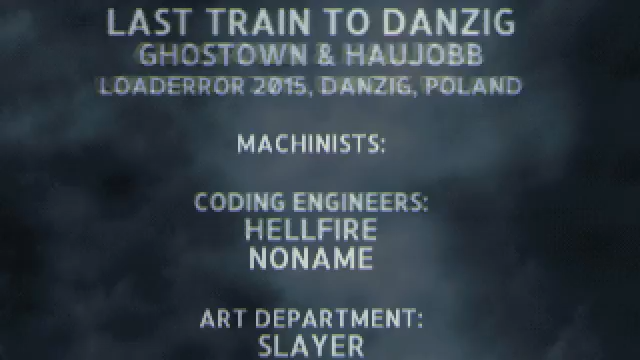 LAST TRAIN TO DANZIG
GHOSTOWN & HAUJOBB
LOADERROR 2015, DANZIG, POLAND
MACHINISTS:
CODING ENGINEERS:
HELLFIRE
NONAME
ART DEPARTMENT:
SLAYER